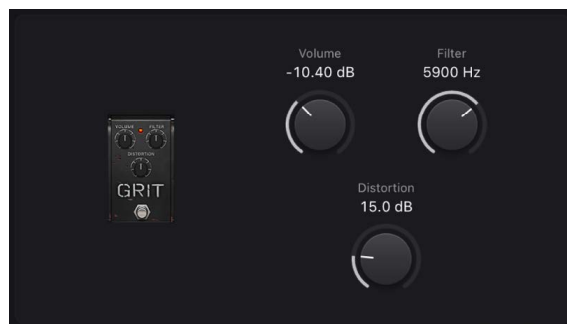 Volume
-10.40 dB
Filter
5900 Hz
VOLUME
FILTER
DISTORTION
GRIT
Distortion
15.0 dB